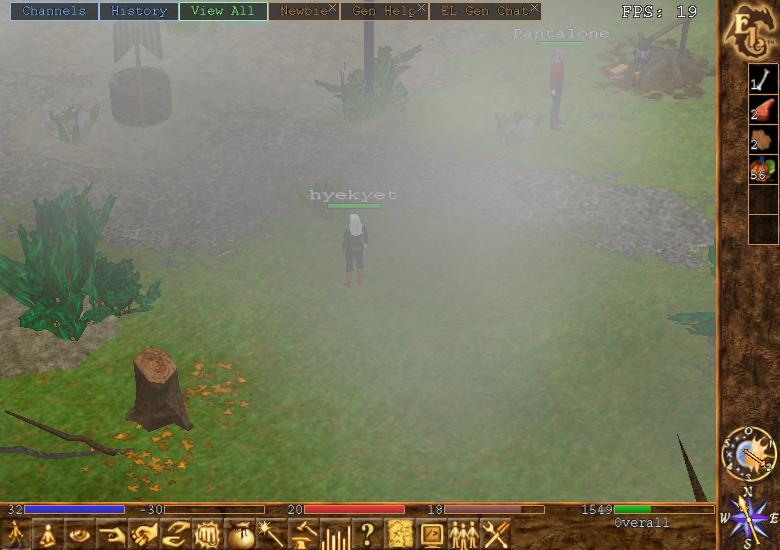 Channels History View All Newbie× Gen Help× EL Gen Chat× FPS: 19
EL
Pantalone
1
2
2
56
hyekyet
N
W E
S
32 -30 20 18 1549
Overall